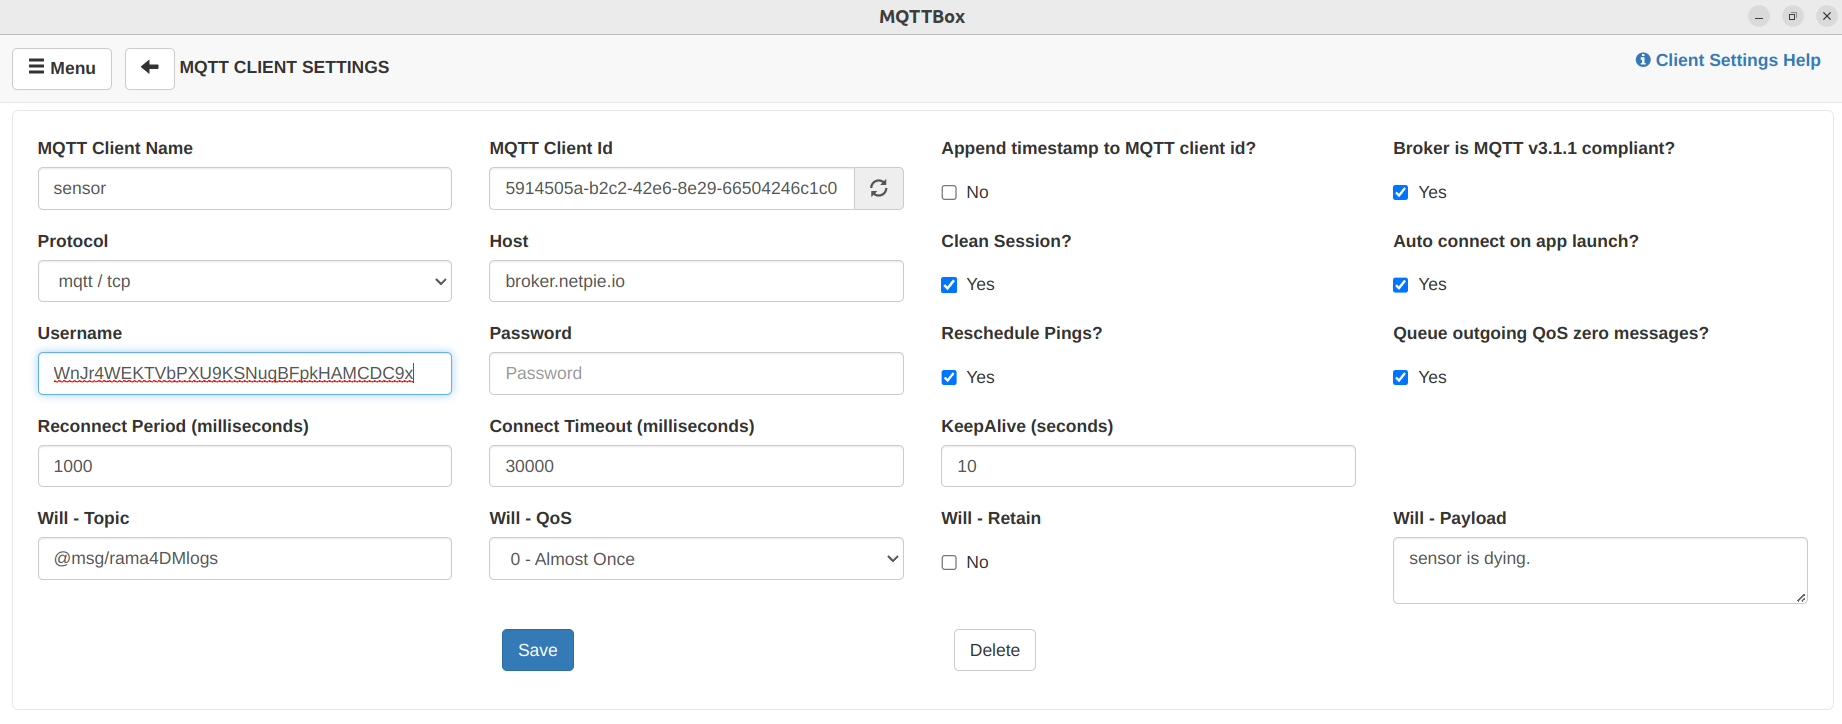 MQTTBox
Menu
MQTT CLIENT SETTINGS
Client Settings Help
MQTT Client Name
MQTT Client Id
Append timestamp to MQTT client id?
Broker is MQTT v3.1.1 compliant?
sensor
5914505a-b2c2-42e6-8e29-66504246c1c0
No
Yes
Protocol
Host
Clean Session?
Auto connect on app launch?
mqtt / tcp
broker.netpie.io
Yes
Yes
Username
Password
Reschedule Pings?
Queue outgoing QoS zero messages?
WnJr4WEKTVbPXU9KSNuqBFpkHAMCDC9x
Password
Yes
Yes
Reconnect Period (milliseconds)
Connect Timeout (milliseconds)
KeepAlive (seconds)
1000
30000
10
Will - Topic
Will - QoS
Will - Retain
Will - Payload
@msg/rama4DMlogs
0 - Almost Once
No
sensor is dying.
Save
Delete